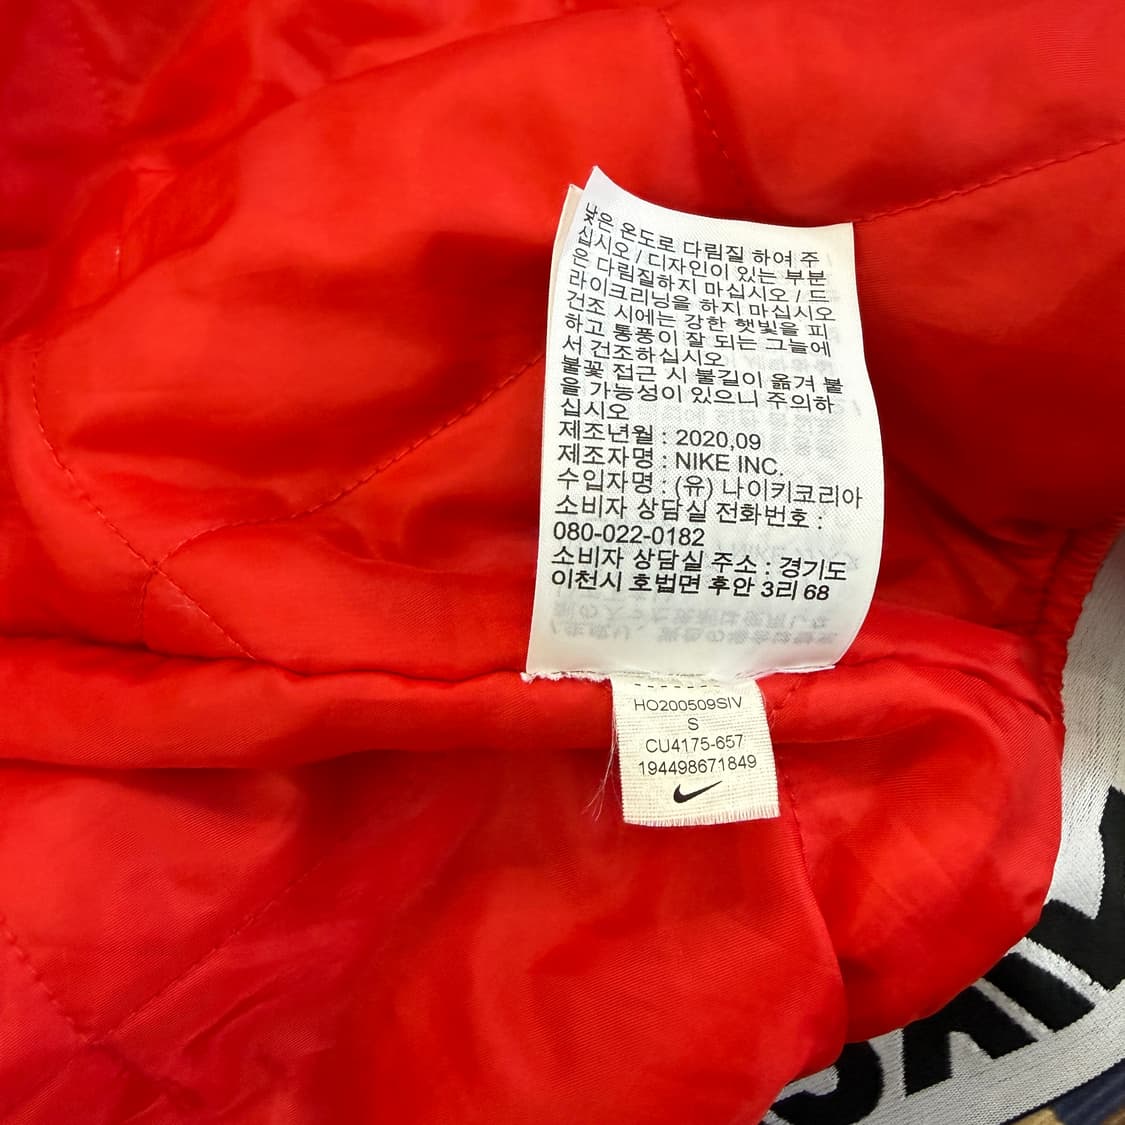 낮은 온도로 다림질 하여 주
십시오 / 디자인이 있는 부분
은 다림질하지 마십시오 / 드
라이크리닝을 하지 마십시오
건조 시에는 강한 햇빛을 피
하고 통풍이 잘 되는 그늘에
서 건조하십시오
불꽃 접근 시 불길이 옮겨 붙
을 가능성이 있으니 주의하
십시오
제조년월 : 2020,09
제조자명 : NIKE INC.
수입자명 : (유) 나이키코리아
소비자 상담실 전화번호 :
080-022-0182
소비자 상담실 주소 : 경기도
이천시 호법면 후안 3리 68
HO200509SIV
S
CU4175-657
194498671849